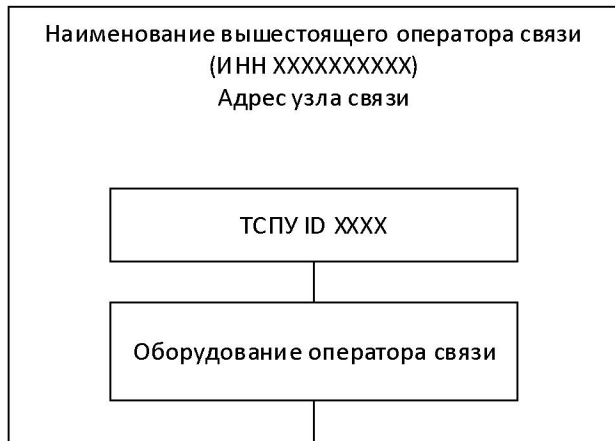 Наименование вышестоящего оператора связи
(ИНН XXXXXXXXXX)
Адрес узла связи
ТСПУ ID XXXX
Оборудование оператора связи